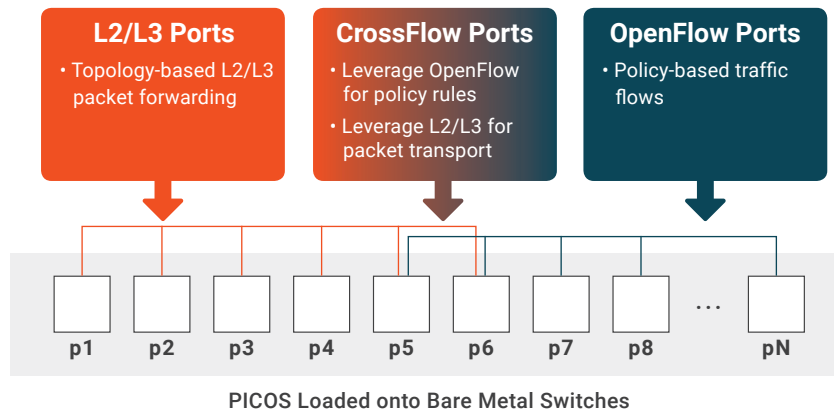 L2/L3 Ports
• Topology-based L2/L3
packet forwarding
CrossFlow Ports
• Leverage OpenFlow
for policy rules
• Leverage L2/L3 for
packet transport
OpenFlow Ports
• Policy-based traffic
flows
p1 p2 p3 p4 p5 p6 p7 p8 ... pN
PICOS Loaded onto Bare Metal Switches